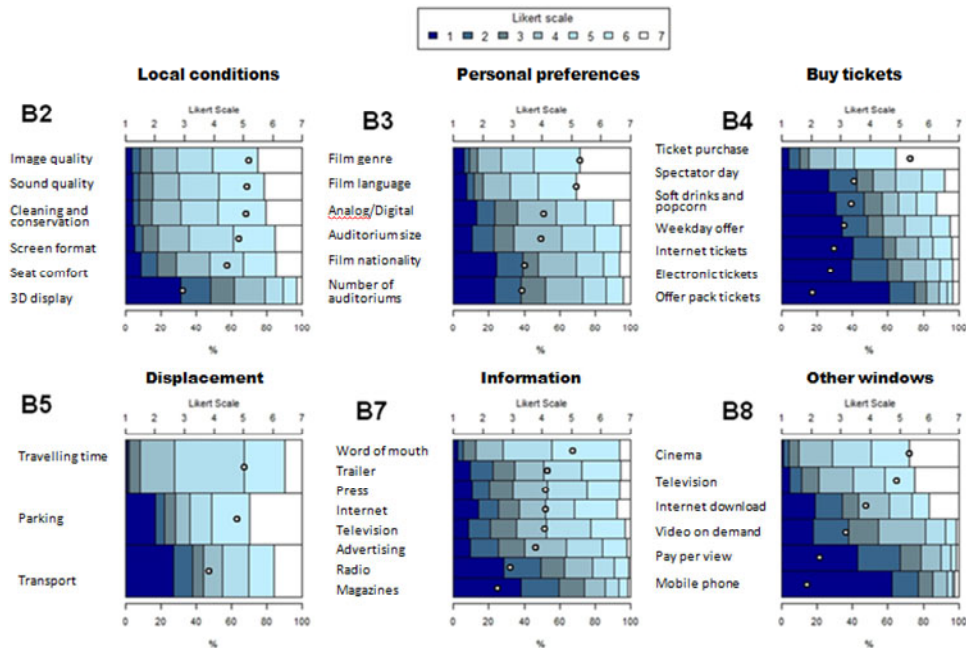 Likert scale
1 2 3 4 5 6 7
Local conditions
Personal preferences
Buy tickets
B2
Likert Scale
1 2 3 4 5 6 7
Image quality
Sound quality
Cleaning and
conservation
Screen format
Seat comfort
3D display
0 20 40 60 80 100
%
B3
Likert Scale
1 2 3 4 5 6 7
Film genre
Film language
Analog/Digital
Auditorium size
Film nationality
Number of
auditoriums
0 20 40 60 80 100
%
B4
Likert Scale
1 2 3 4 5 6 7
Ticket purchase
Spectator day
Soft drinks and
popcorn
Weekday offer
Internet tickets
Electronic tickets
Offer pack tickets
0 20 40 60 80 100
%
Displacement
Information
Other windows
B5
Likert Scale
1 2 3 4 5 6 7
Travelling time
Parking
Transport
0 20 40 60 80 100
%
B7
Likert Scale
1 2 3 4 5 6 7
Word of mouth
Trailer
Press
Internet
Television
Advertising
Radio
Magazines
0 20 40 60 80 100
%
B8
Likert Scale
1 2 3 4 5 6 7
Cinema
Television
Internet download
Video on demand
Pay per view
Mobile phone
0 20 40 60 80 100
%